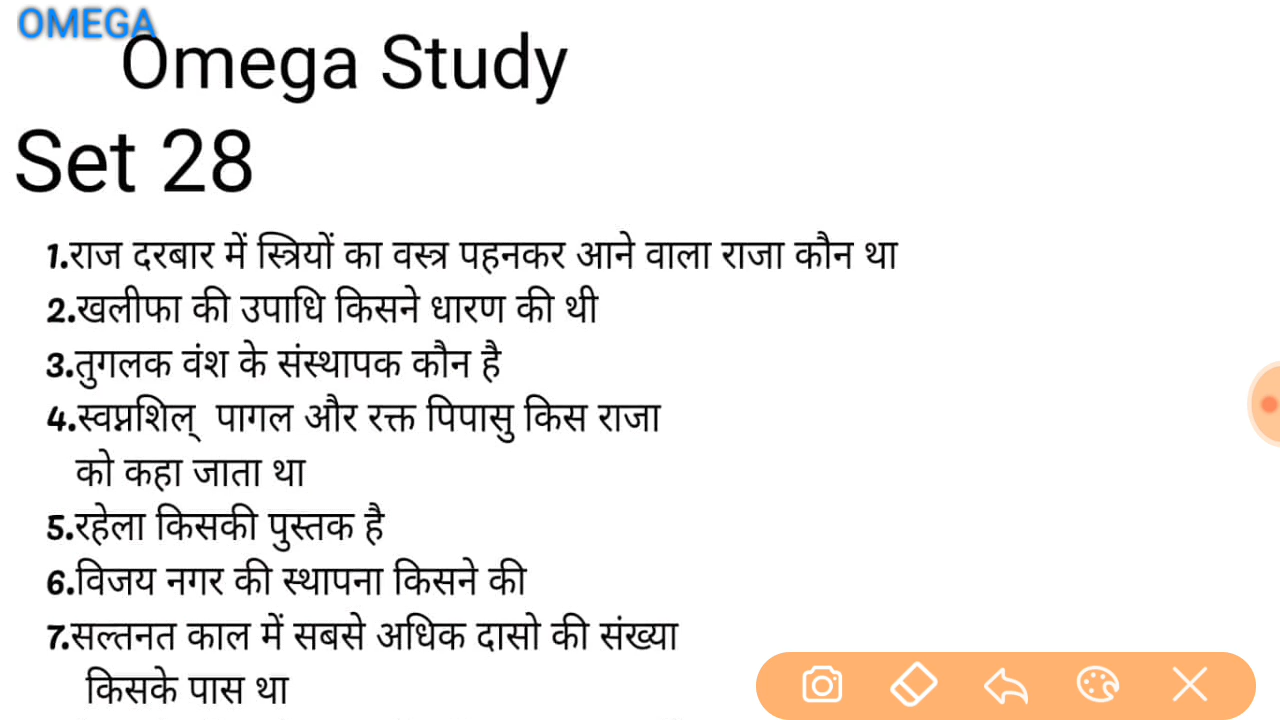 OMEGA
Omega Study
Set 28
1.राज दरबार में स्त्रियों का वस्त्र पहनकर आने वाला राजा कौन था
2.खलीफा की उपाधि किसने धारण की थी
3.तुगलक वंश के संस्थापक कौन है
4.स्वप्नशिल् पागल और रक्त पिपासु किस राजा
को कहा जाता था
5.रहेला किसकी पुस्तक है
6.विजय नगर की स्थापना किसने की
7.सल्तनत काल में सबसे अधिक दासो की संख्या
किसके पास था